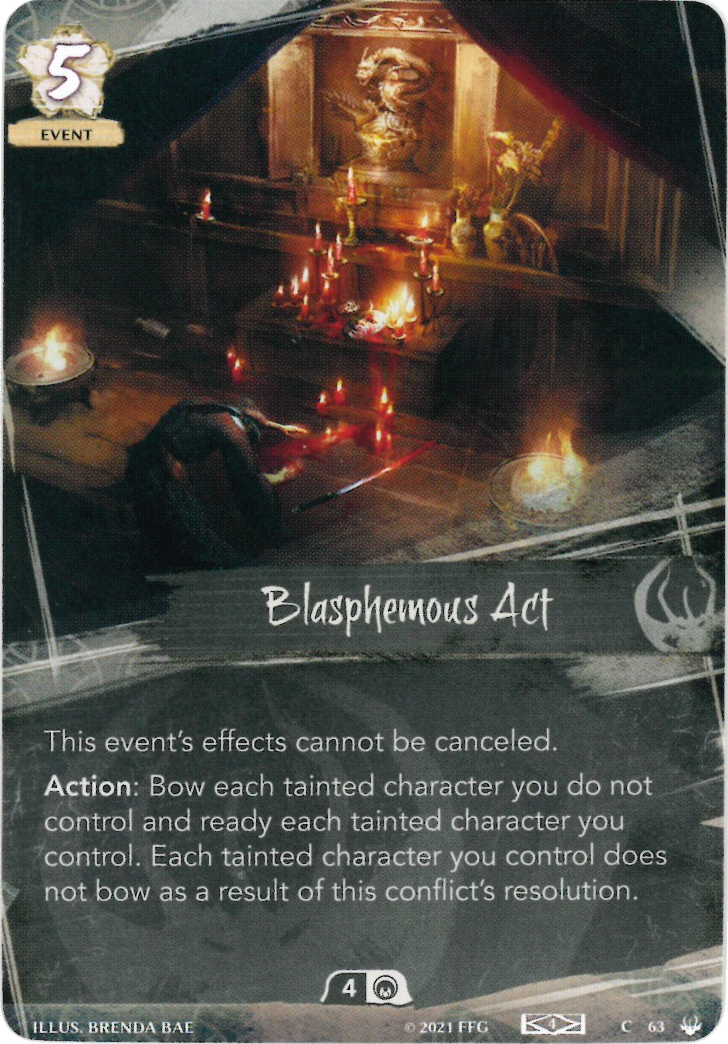 5
EVENT
Blasphemous Act
This event's effects cannot be canceled.
Action: Bow each tainted character you do not
control and ready each tainted character you
control. Each tainted character you control does
not bow as a result of this conflict's resolution.
4
ILLUS. BRENDA BAE
© 2021 FFG
4
C 63